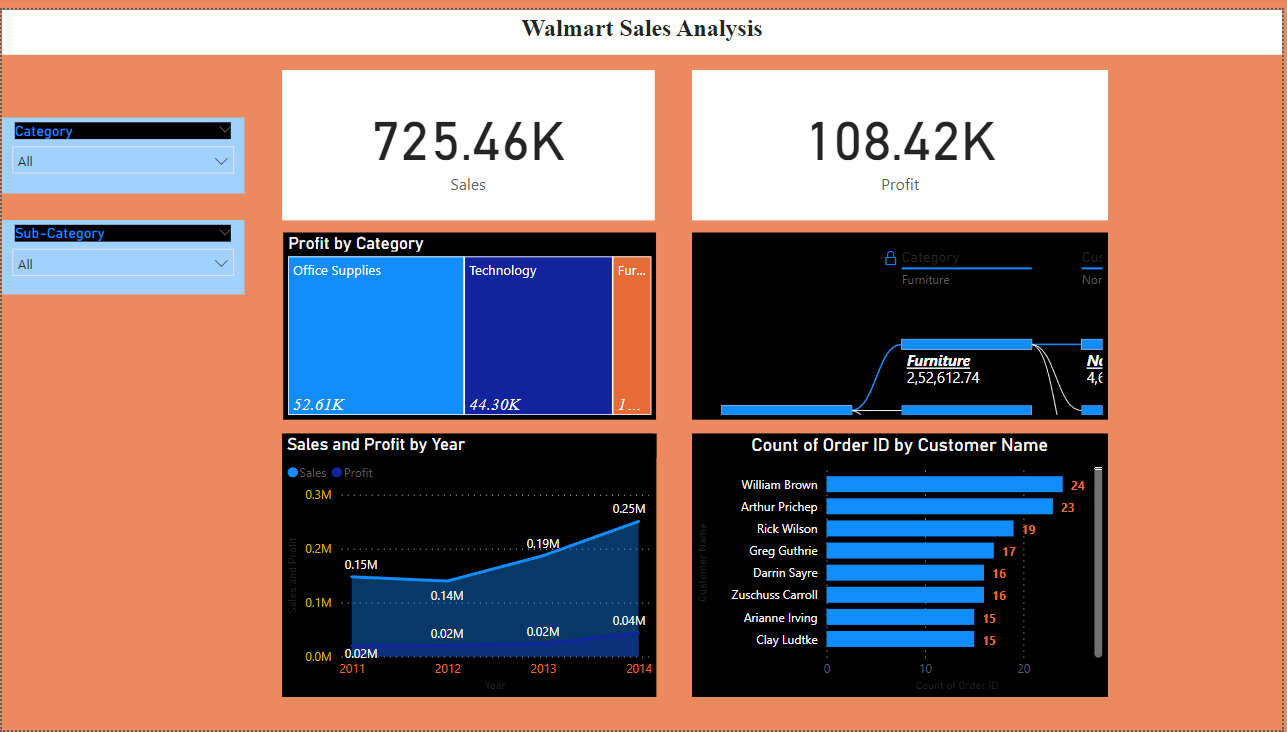 Walmart Sales Analysis
Category
All
Sub-Category
All
725.46K
Sales
108.42K
Profit
Profit by Category
Office Supplies
Technology
Fur...
52.61K
44.30K
1...
Category
Cus
Furniture
Nor
Furniture
2,52,612.74
No
4,6
Sales and Profit by Year
Sales Profit
Sales and Profit
0.3M
0.2M
0.1M
0.0M
0.15M
0.14M
0.19M
0.25M
0.02M
0.02M
0.02M
0.04M
2011 2012 2013 2014
Year
Count of Order ID by Customer Name
Customer Name
William Brown 24
Arthur Prichep 23
Rick Wilson 19
Greg Guthrie 17
Darrin Sayre 16
Zuschuss Carroll 16
Arianne Irving 15
Clay Ludtke 15
0 10 20
Count of Order ID